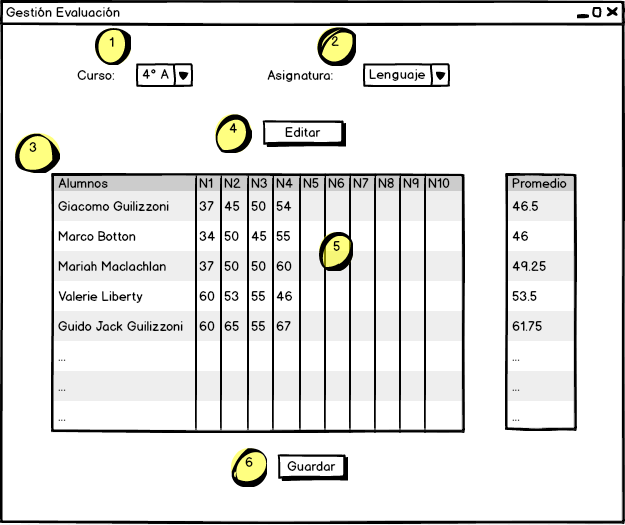 Gestión Evaluación
1 2
Curso: 4° A Asignatura: Lenguaje
4 Editar
3
Alumnos N1 N2 N3 N4 N5 N6 N7 N8 N9 N10 Promedio
Giacomo Guilizzoni 37 45 50 54 46.5
Marco Botton 34 50 45 55 46
5
Mariah Maclachlan 37 50 50 60 49.25
Valerie Liberty 60 53 55 46 53.5
Guido Jack Guilizzoni 60 65 55 67 61.75
... ...
... ...
... ...
6 Guardar